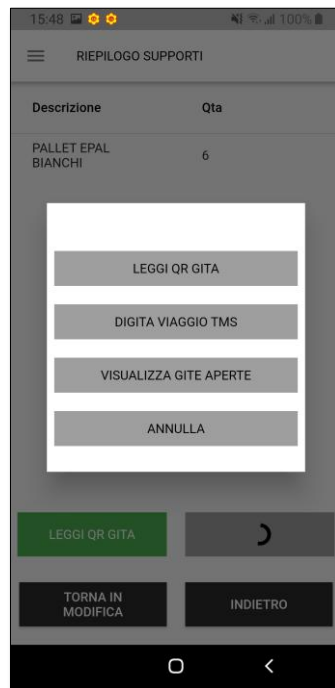 15:48 100%
RIEPILOGO SUPPORTI
Descrizione Qta
PALLET EPAL 6
BIANCHI
LEGGI QR GITA
DIGITA VIAGGIO TMS
VISUALIZZA GITE APERTE
ANNULLA
LEGGI QR GITA
TORNA IN
MODIFICA
INDIETRO